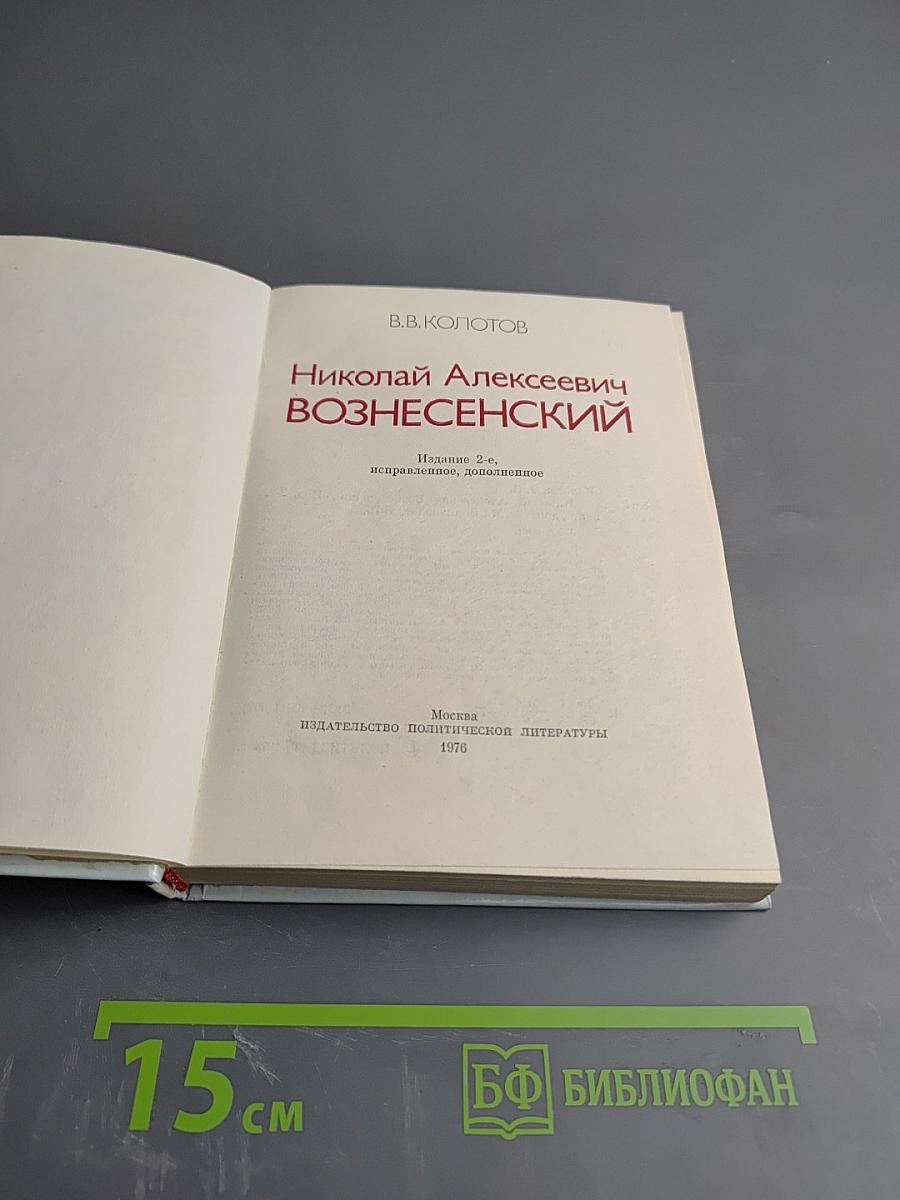 В.В.КОЛОТОВ
Николай Алексеевич
ВОЗНЕСЕНСКИЙ
Издание 2-е,
исправленное, дополненное
Москва
ИЗДАТЕЛЬСТВО ПОЛИТИЧЕСКОЙ ЛИТЕРАТУРЫ
1976
15 см
БФ БИБЛИОФАН